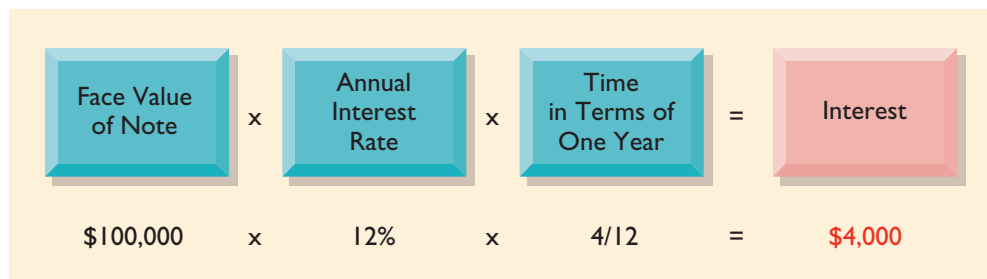 Face Value
of Note
x
Annual
Interest
Rate
x
Time
in Terms of
One Year
=
Interest
$100,000 x 12% x 4/12 = $4,000